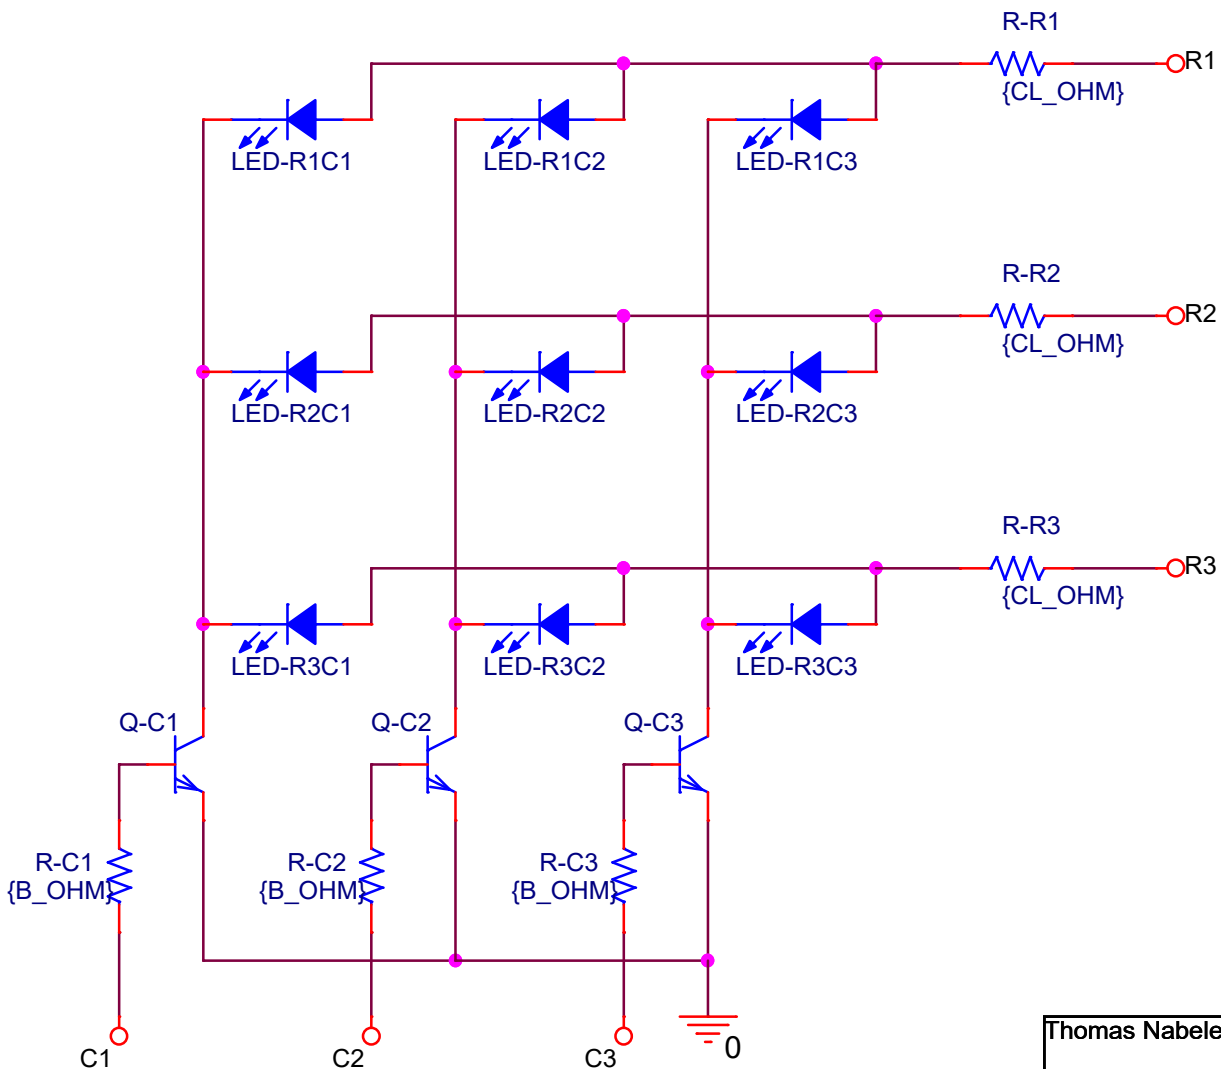 R-R1
R1
{CL_OHM}
LED-R1C1 LED-R1C2 LED-R1C3
R-R2
R2
{CL_OHM}
LED-R2C1 LED-R2C2 LED-R2C3
R-R3
R3
{CL_OHM}
LED-R3C1 LED-R3C2 LED-R3C3
Q-C1 Q-C2 Q-C3
R-C1 R-C2 R-C3
{B_OHM} {B_OHM} {B_OHM}
C1 C2 C3 0
Thomas Nabele